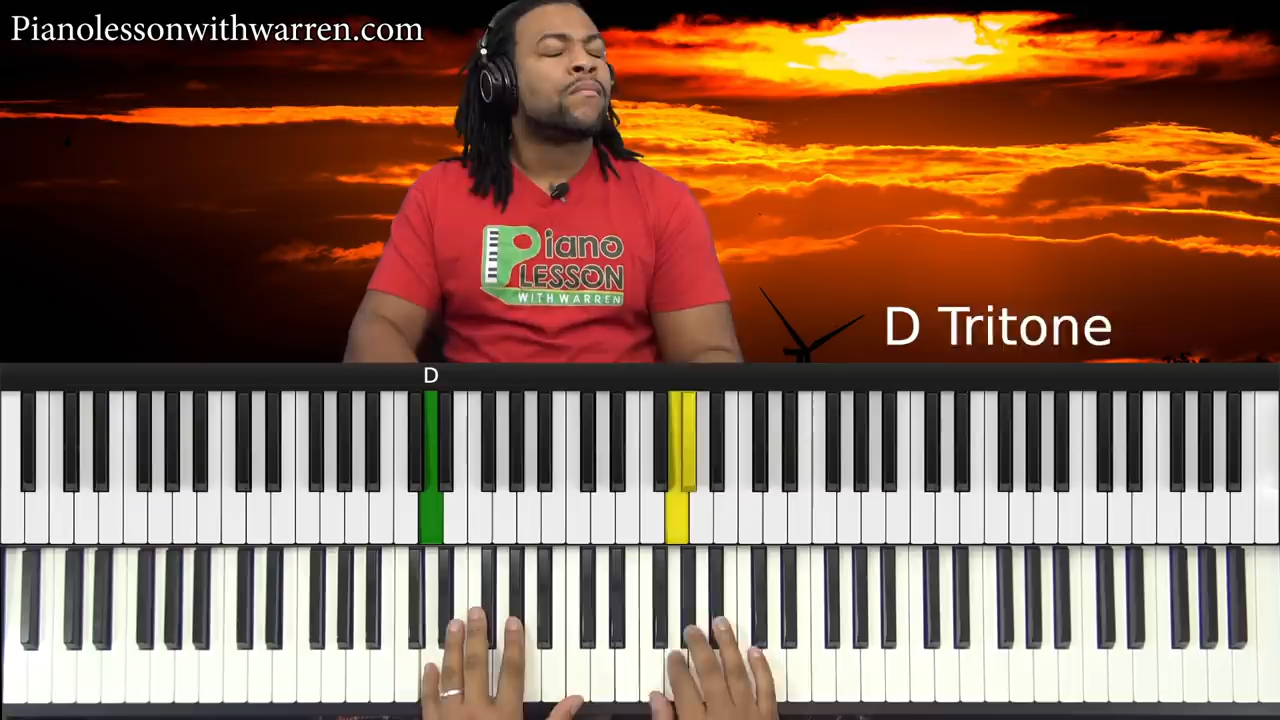 Pianolessonwithwarren.com
Piano
LESSON
WITH WARREN
D Tritone
D